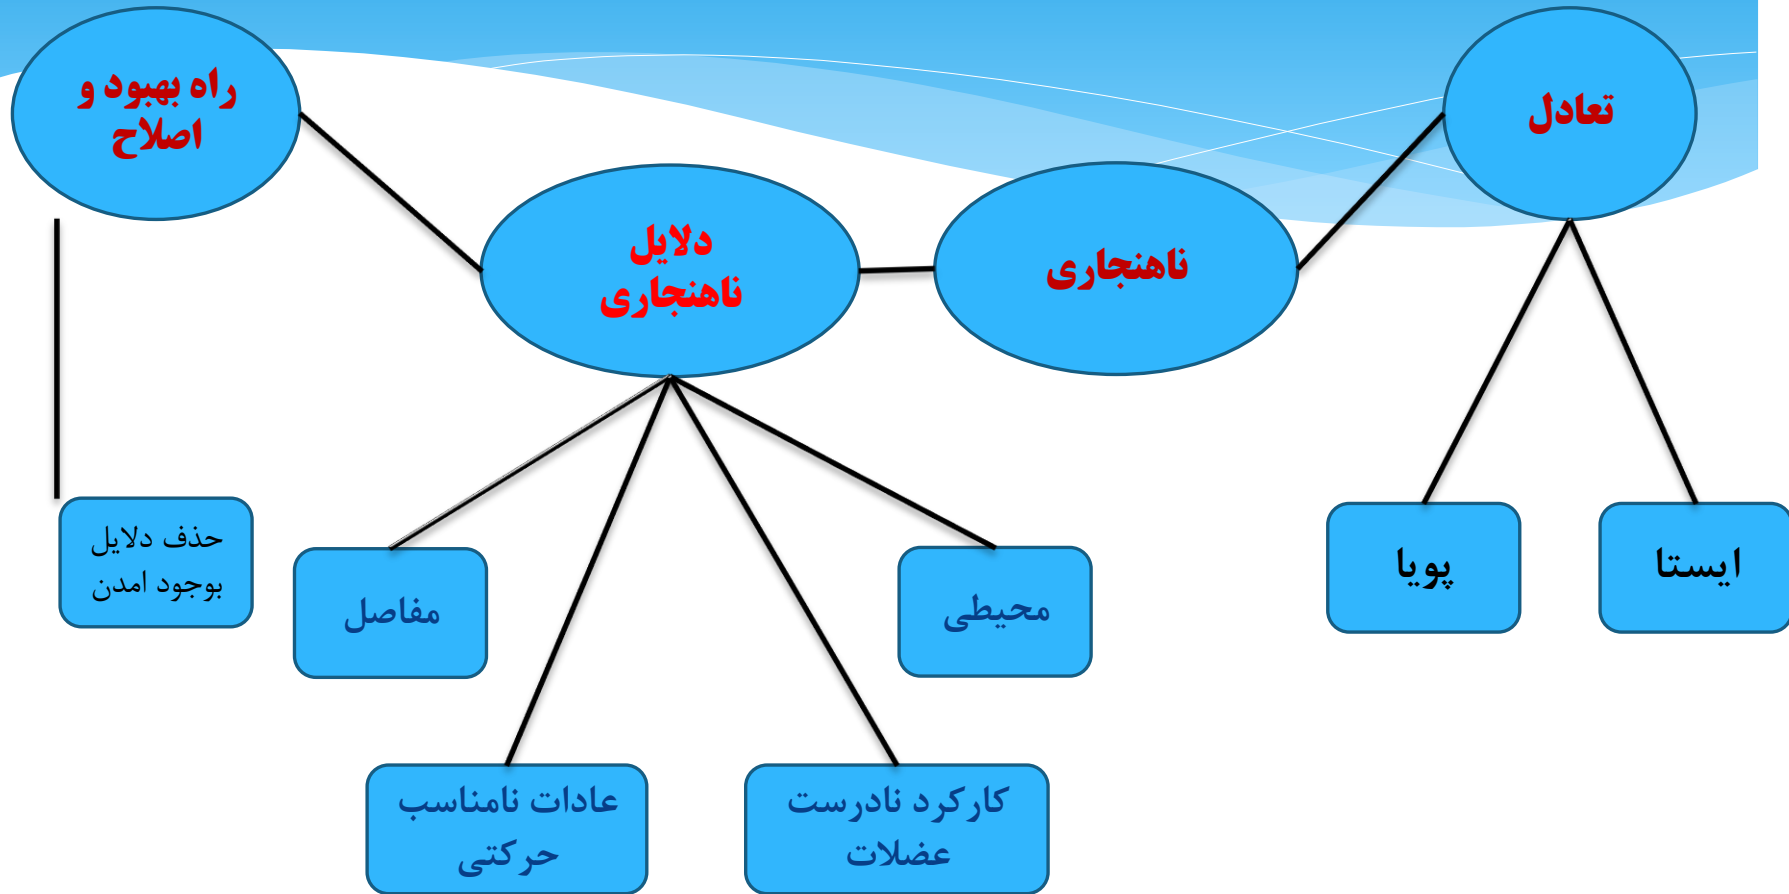 تعادل
ناهنجاری
دلایل
ناهنجاری
راه بهبود و
اصلاح
ایستا
پویا
محیطی
کارکرد نادرست
عضلات
عادات نامناسب
حرکتی
مفاصل
حذف دلایل
بوجود امدن